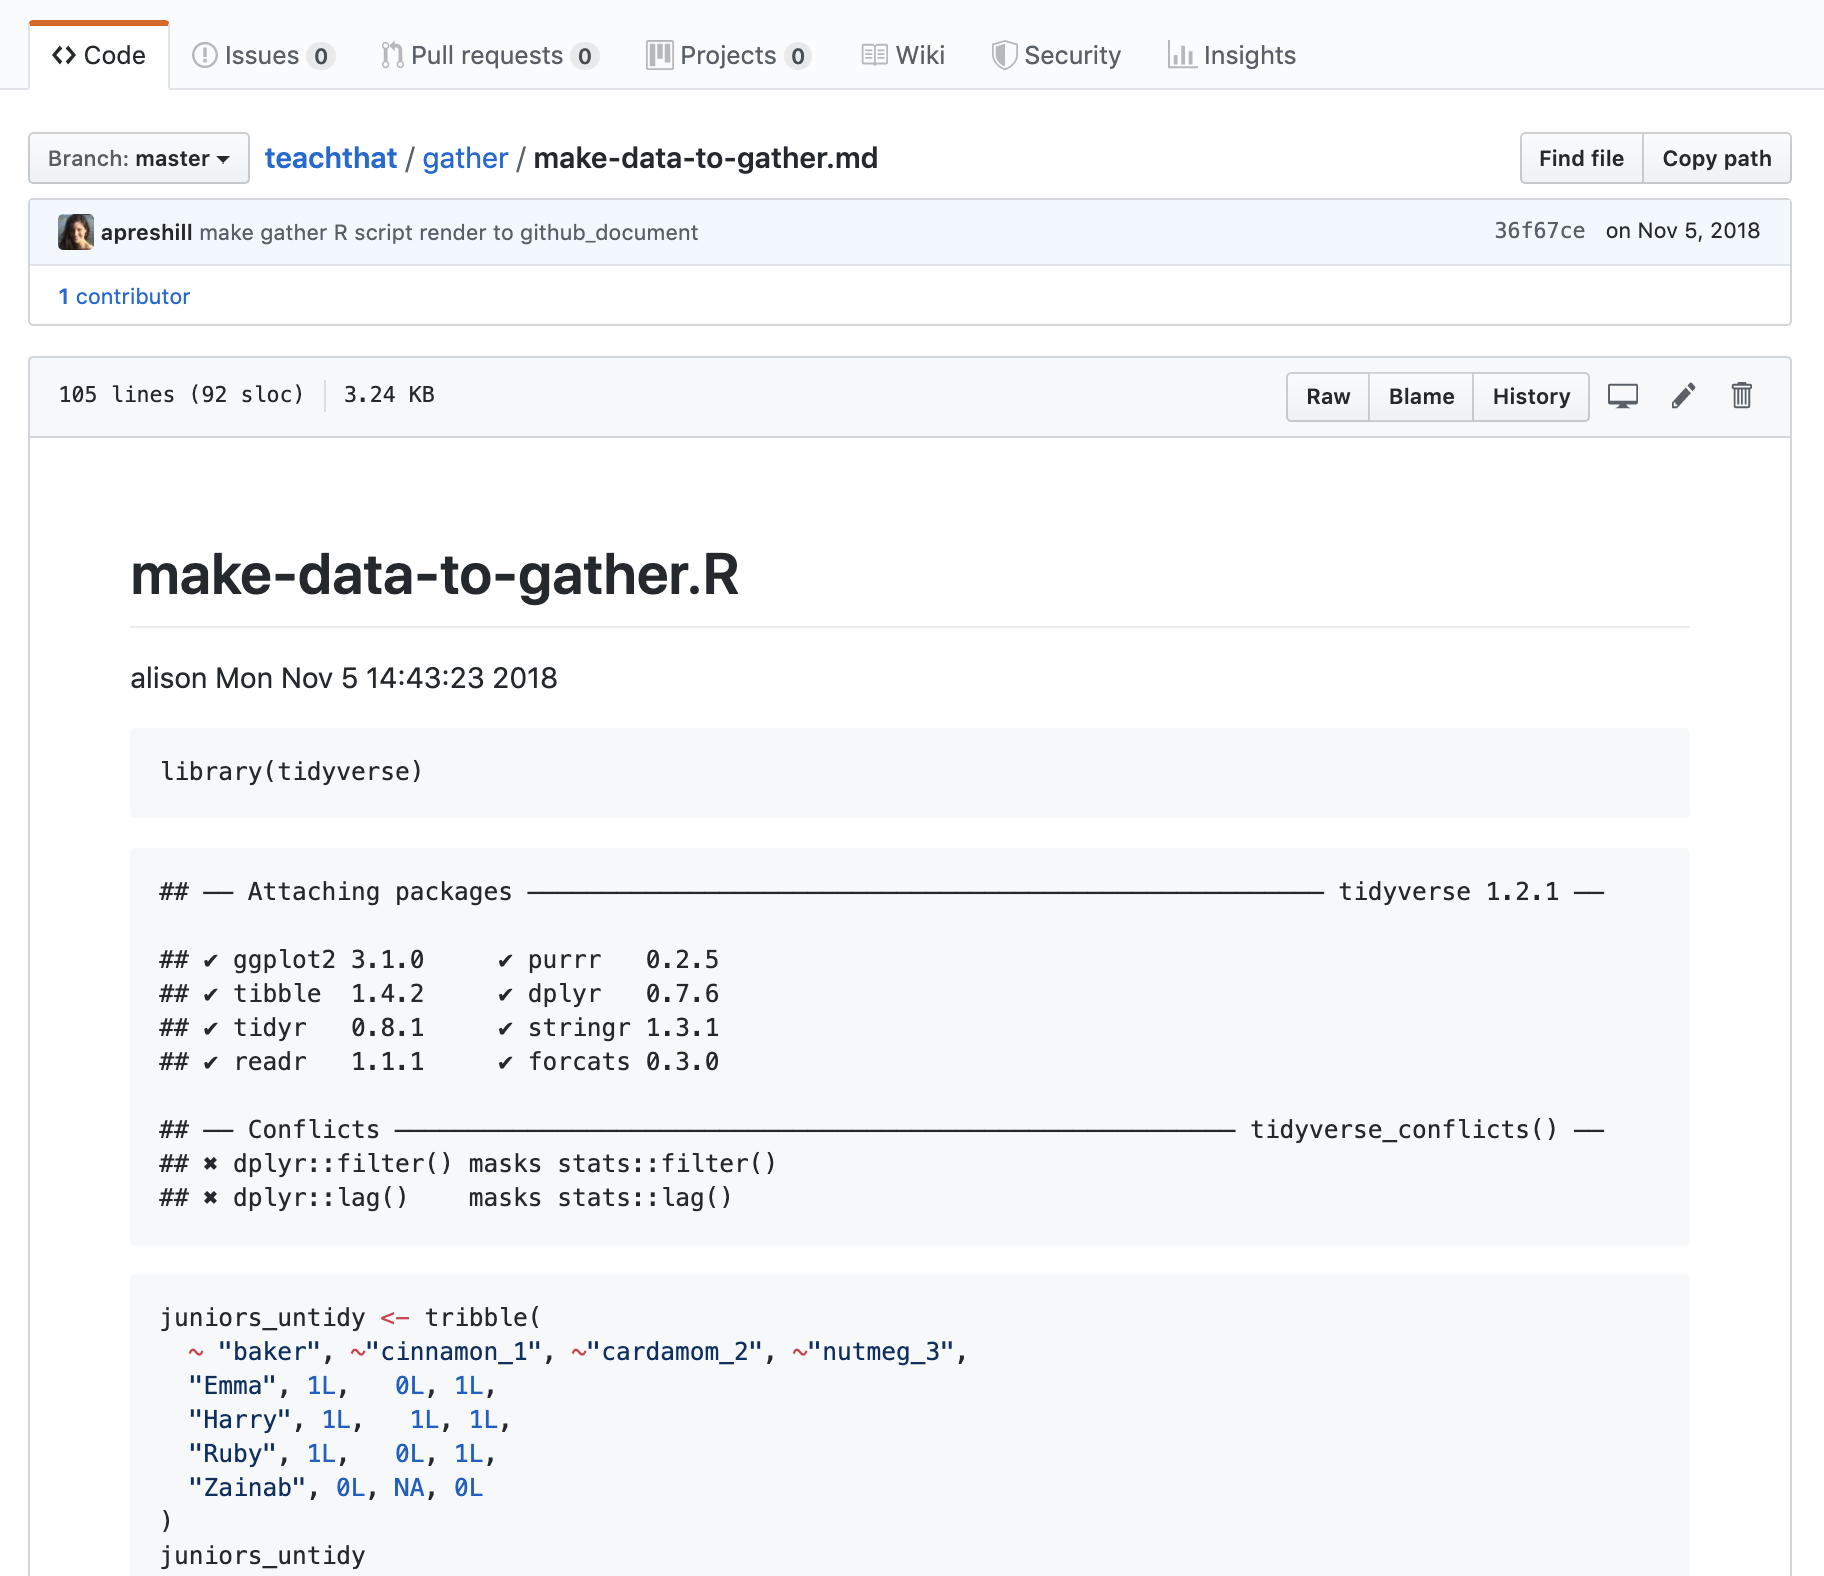 Code Issues 0 Pull requests 0 Projects 0 Wiki Security Insights
Branch: master teachthat / gather / make-data-to-gather.md Find file Copy path
apreshill make gather R script render to github_document 36f67ce on Nov 5, 2018
1 contributor
105 lines (92 sloc) 3.24 KB Raw Blame History
make-data-to-gather.R
alison Mon Nov 5 14:43:23 2018
library(tidyverse)
## ── Attaching packages ────────────────────────────────────────────────────── tidyverse 1.2.1 ──
## ✔ ggplot2 3.1.0     ✔ purrr   0.2.5
## ✔ tibble  1.4.2     ✔ dplyr   0.7.6
## ✔ tidyr   0.8.1     ✔ stringr 1.3.1
## ✔ readr   1.1.1     ✔ forcats 0.3.0
## ── Conflicts ───────────────────────────────────────────────────────── tidyverse_conflicts() ──
## ✖ dplyr::filter() masks stats::filter()
## ✖ dplyr::lag()    masks stats::lag()
juniors_untidy <- tribble(
  ~ "baker", ~"cinnamon_1", ~"cardamom_2", ~"nutmeg_3",
  "Emma", 1L,   0L, 1L,
  "Harry", 1L,   1L, 1L,
  "Ruby", 1L,   0L, 1L,
  "Zainab", 0L, NA, 0L
)
juniors_untidy